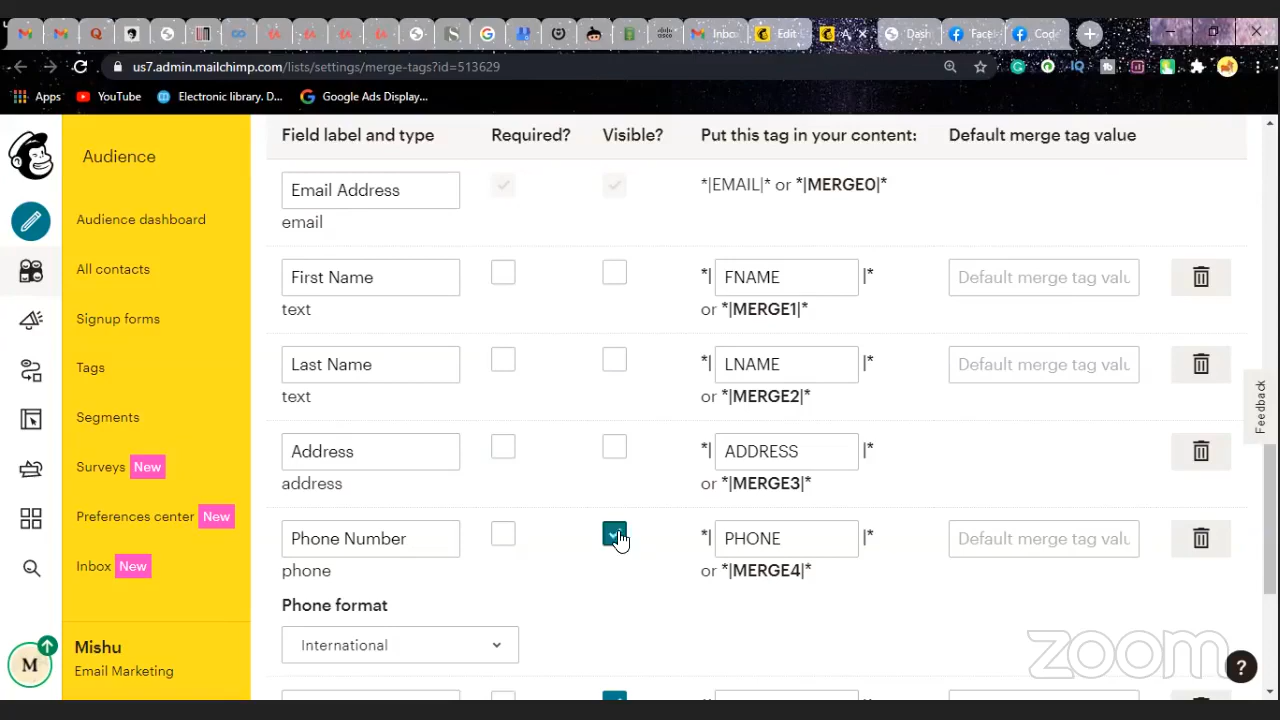 Inbo
Edit
A
Dash
Face
Code
us7.admin.mailchimp.com/lists/settings/merge-tags?id=513629
Apps YouTube Electronic library. D... Google Ads Display...
Audience
Audience dashboard
All contacts
Signup forms
Tags
Segments
Surveys New
Preferences center New
Inbox New
Mishu
Email Marketing
M
Field label and type Required? Visible? Put this tag in your content: Default merge tag value
Email Address *|EMAIL|* or *|MERGE0|*
email
First Name *| FNAME |* Default merge tag valu
text or *|MERGE1|*
Last Name *| LNAME |* Default merge tag valu
text or *|MERGE2|*
Address *| ADDRESS |*
address or *|MERGE3|*
Phone Number *| PHONE |* Default merge tag valu
phone or *|MERGE4|*
Phone format
International
Feedback
zoom
?